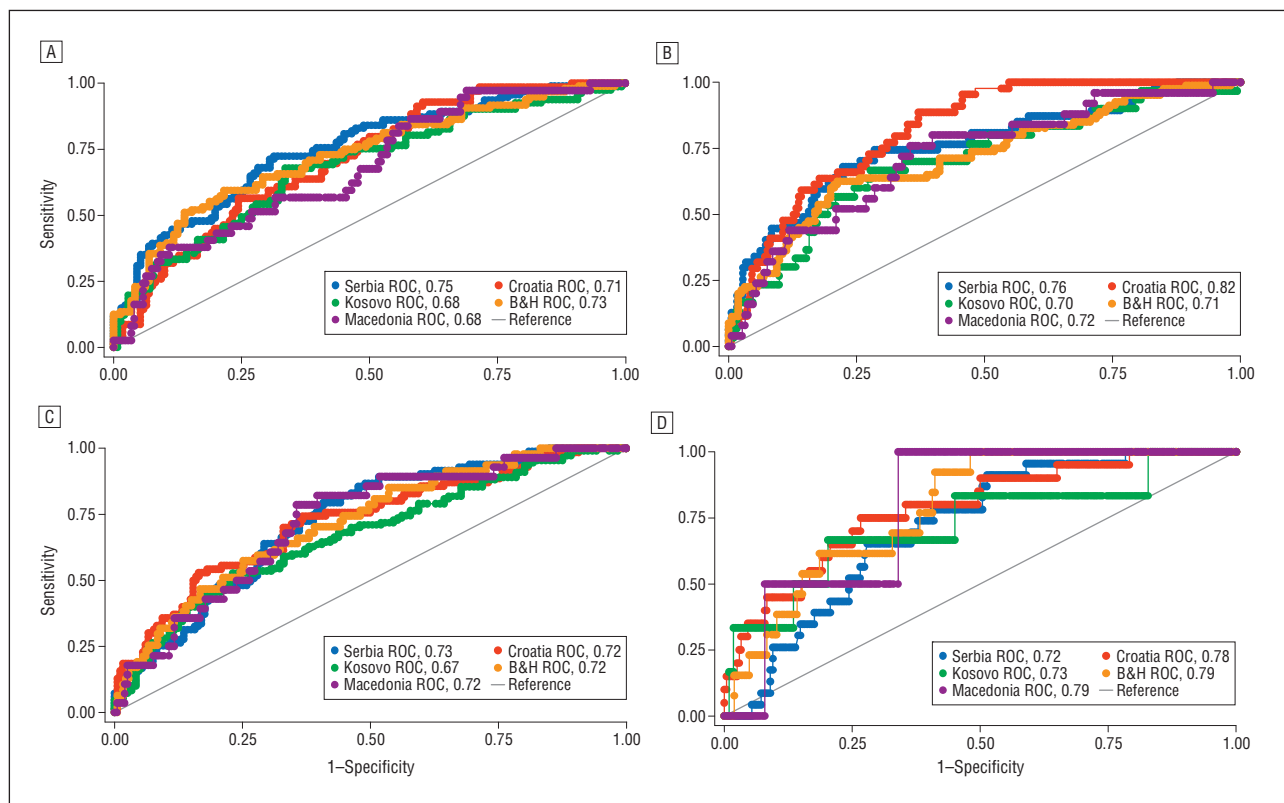 A
1.00
0.75
Sensitivity
0.50
0.25
0.00
Serbia ROC, 0.75 Croatia ROC, 0.71
Kosovo ROC, 0.68 B&H ROC, 0.73
Macedonia ROC, 0.68 Reference
0.00 0.25 0.50 0.75 1.00
B
1.00
0.75
0.50
0.25
0.00
Serbia ROC, 0.76 Croatia ROC, 0.82
Kosovo ROC, 0.70 B&H ROC, 0.71
Macedonia ROC, 0.72 Reference
0.00 0.25 0.50 0.75 1.00
C
1.00
0.75
Sensitivity
0.50
0.25
0.00
Serbia ROC, 0.73 Croatia ROC, 0.72
Kosovo ROC, 0.67 B&H ROC, 0.72
Macedonia ROC, 0.72 Reference
0.00 0.25 0.50 0.75 1.00
1–Specificity
D
1.00
0.75
0.50
0.25
0.00
Serbia ROC, 0.72 Croatia ROC, 0.78
Kosovo ROC, 0.73 B&H ROC, 0.79
Macedonia ROC, 0.79 Reference
0.00 0.25 0.50 0.75 1.00
1–Specificity